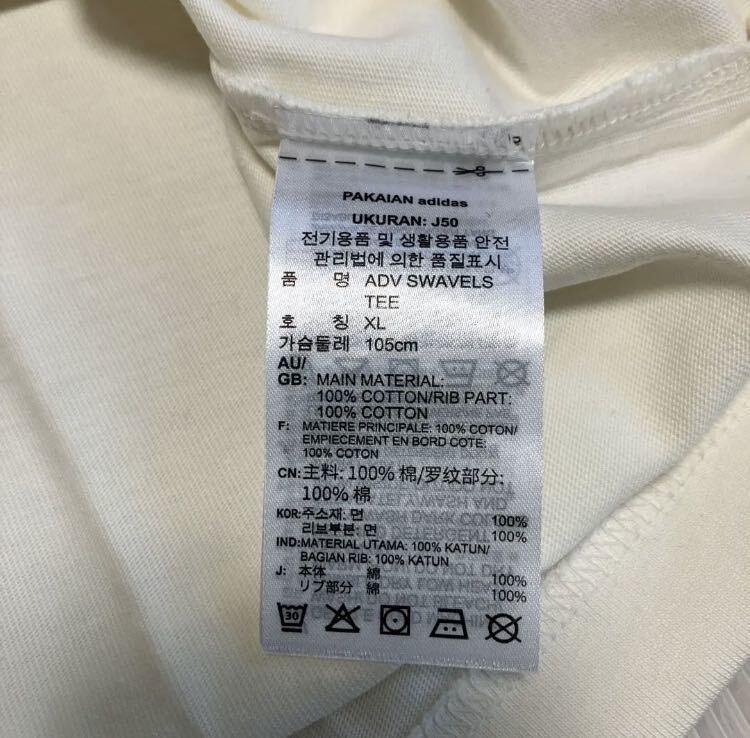 PAKAIAN adidas
UKURAN: J50
전기용품 및 생활용품 안전
관리법에 의한 품질표시
품 명 ADV SWAVELS
TEE
호 칭 XL
가슴둘레 105cm
AU/
GB: MAIN MATERIAL:
100% COTTON/RIB PART:
100% COTTON
F: MATIERE PRINCIPALE: 100% COTON/
EMPIECEMENT EN BORD COTE:
100% COTON
CN:主料: 100% 棉/罗纹部分:
100% 棉
KOR:주소재: 면 100%
리브부분: 면 100%
IND:MATERIAL UTAMA: 100% KATUN/
BAGIAN RIB: 100% KATUN
J: 本体 綿 100%
リブ部分 綿 100%
30